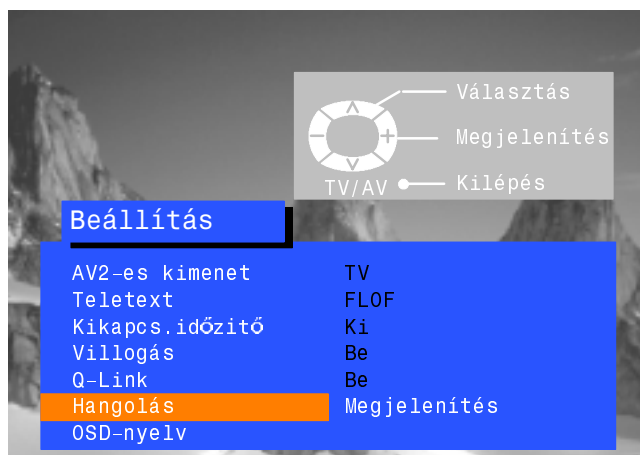 Választás
Megjelenítés
TV/AV Kilépés
Beállítás
AV2-es kimenet TV
Teletext FLOF
Kikapcs.időzitő Ki
Villogás Be
Q-Link Be
Hangolás Megjelenítés
OSD-nyelv